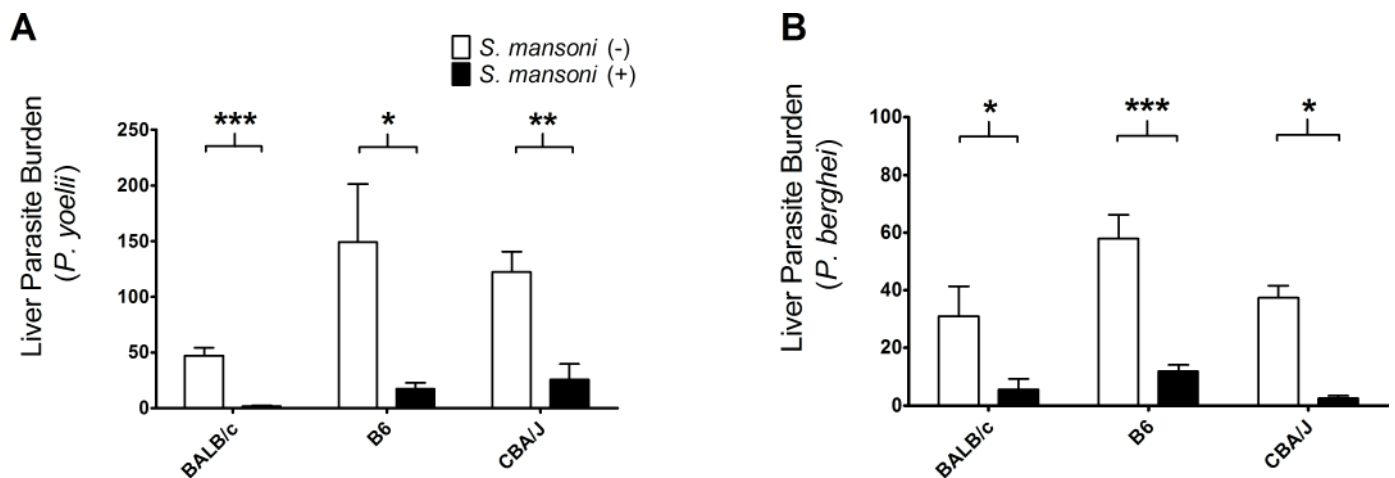 A
S. mansoni (-)
S. mansoni (+)
Liver Parasite Burden
(P. yoelii)
250
200
150
100
50
0
***
*
**
BALB/c
B6
CBA/J
B
Liver Parasite Burden
(P. berghei)
100
80
60
40
20
0
*
***
*
BALB/c
B6
CBA/J